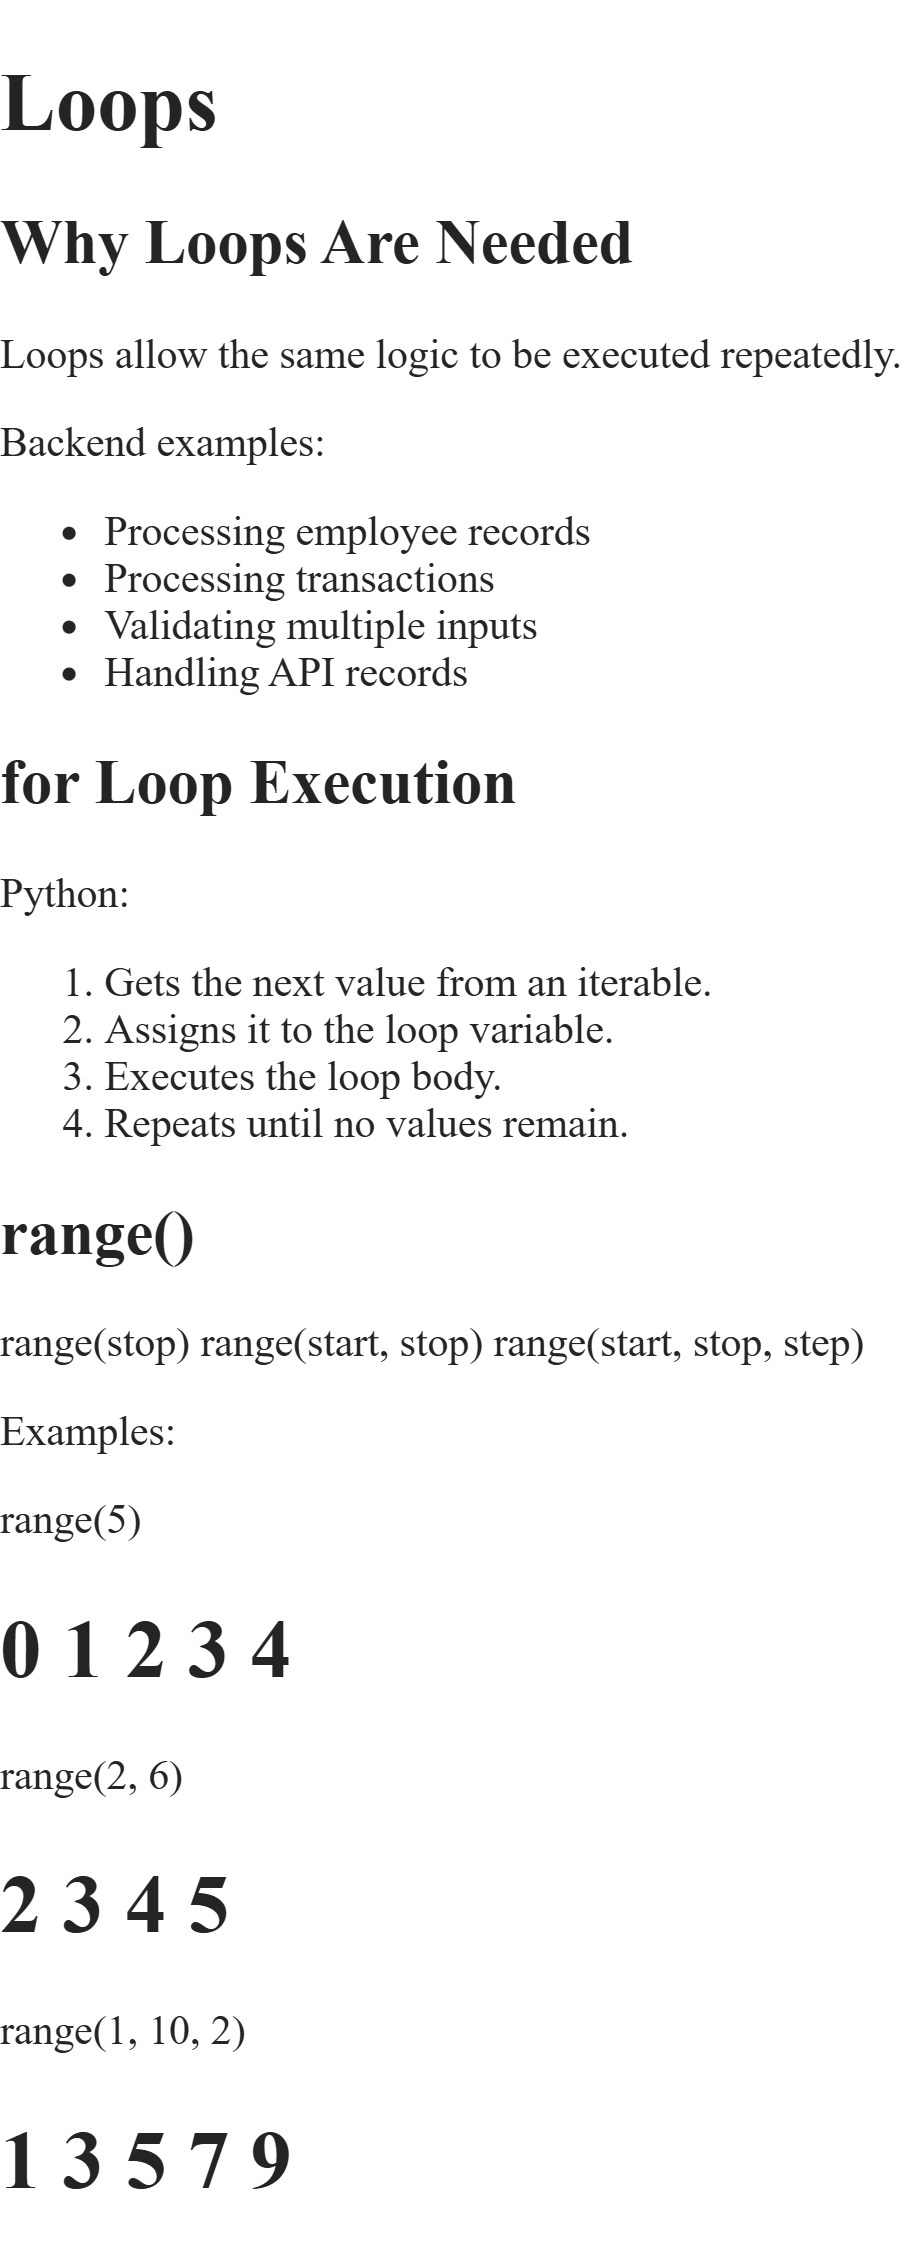 Loops
Why Loops Are Needed
Loops allow the same logic to be executed repeatedly.
Backend examples:
• Processing employee records
• Processing transactions
• Validating multiple inputs
• Handling API records
for Loop Execution
Python:
1. Gets the next value from an iterable.
2. Assigns it to the loop variable.
3. Executes the loop body.
4. Repeats until no values remain.
range()
range(stop) range(start, stop) range(start, stop, step)
Examples:
range(5)
0 1 2 3 4
range(2, 6)
2 3 4 5
range(1, 10, 2)
1 3 5 7 9